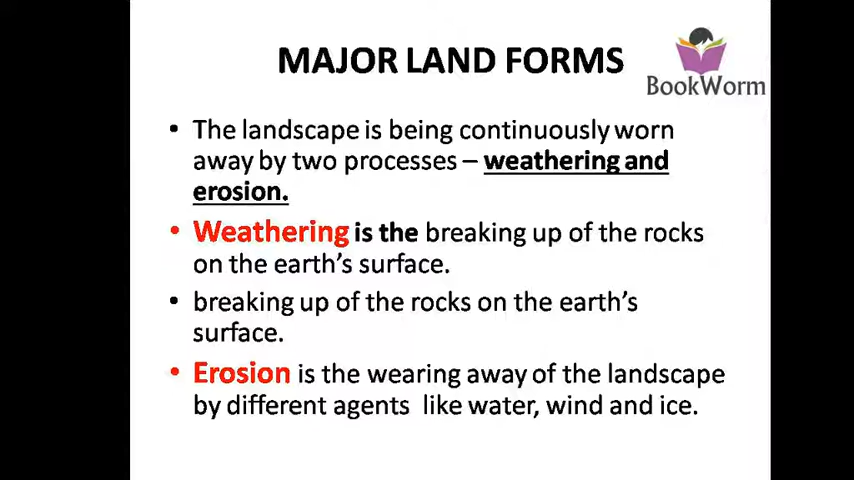 MAJOR LAND FORMS
BookWorm
• The landscape is being continuously worn
away by two processes – weathering and
erosion.
• Weathering is the breaking up of the rocks
on the earth's surface.
• breaking up of the rocks on the earth's
surface.
• Erosion is the wearing away of the landscape
by different agents like water, wind and ice.